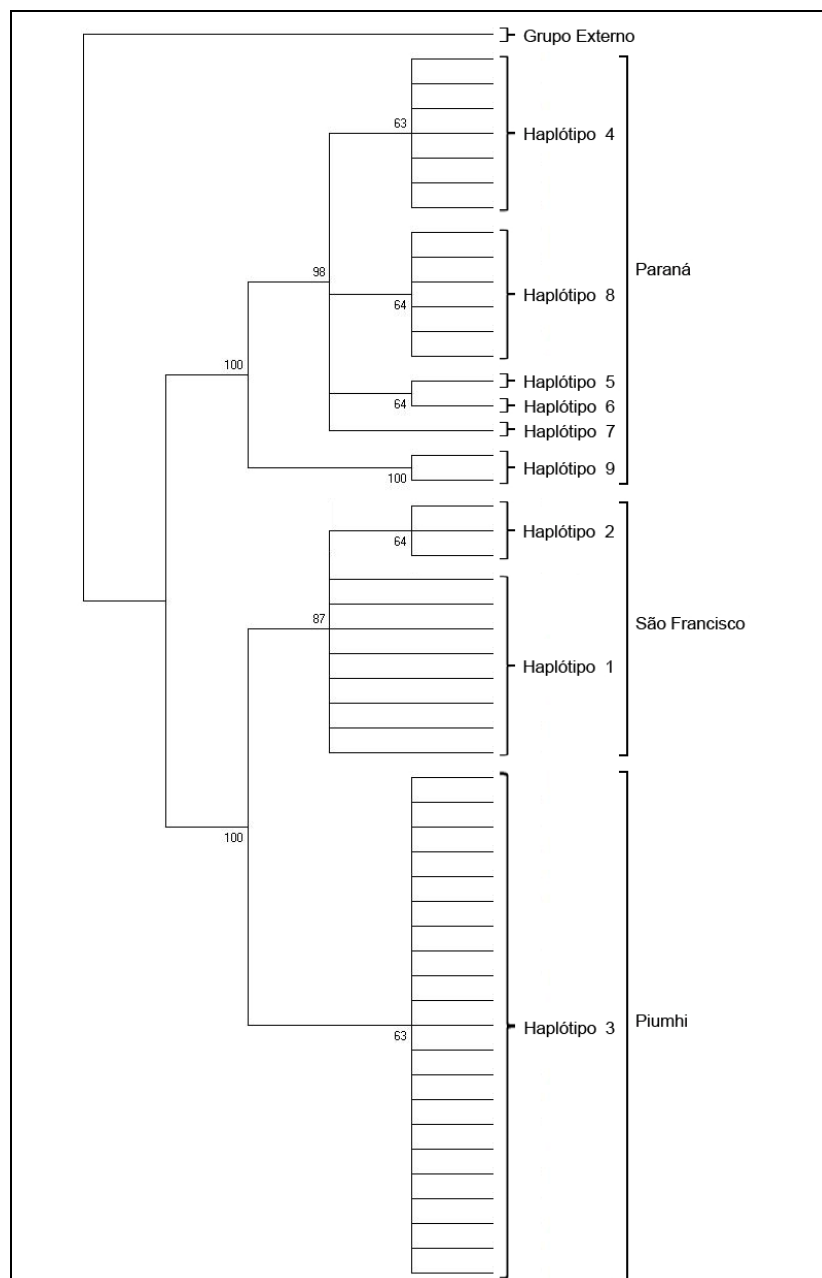 Grupo Externo
63
Haplótipo 4
Paraná
98
Haplótipo 8
64
100
Haplótipo 5
64
Haplótipo 6
Haplótipo 7
Haplótipo 9
100
Haplótipo 2
64
87
São Francisco
Haplótipo 1
100
63
Haplótipo 3
Piumhi